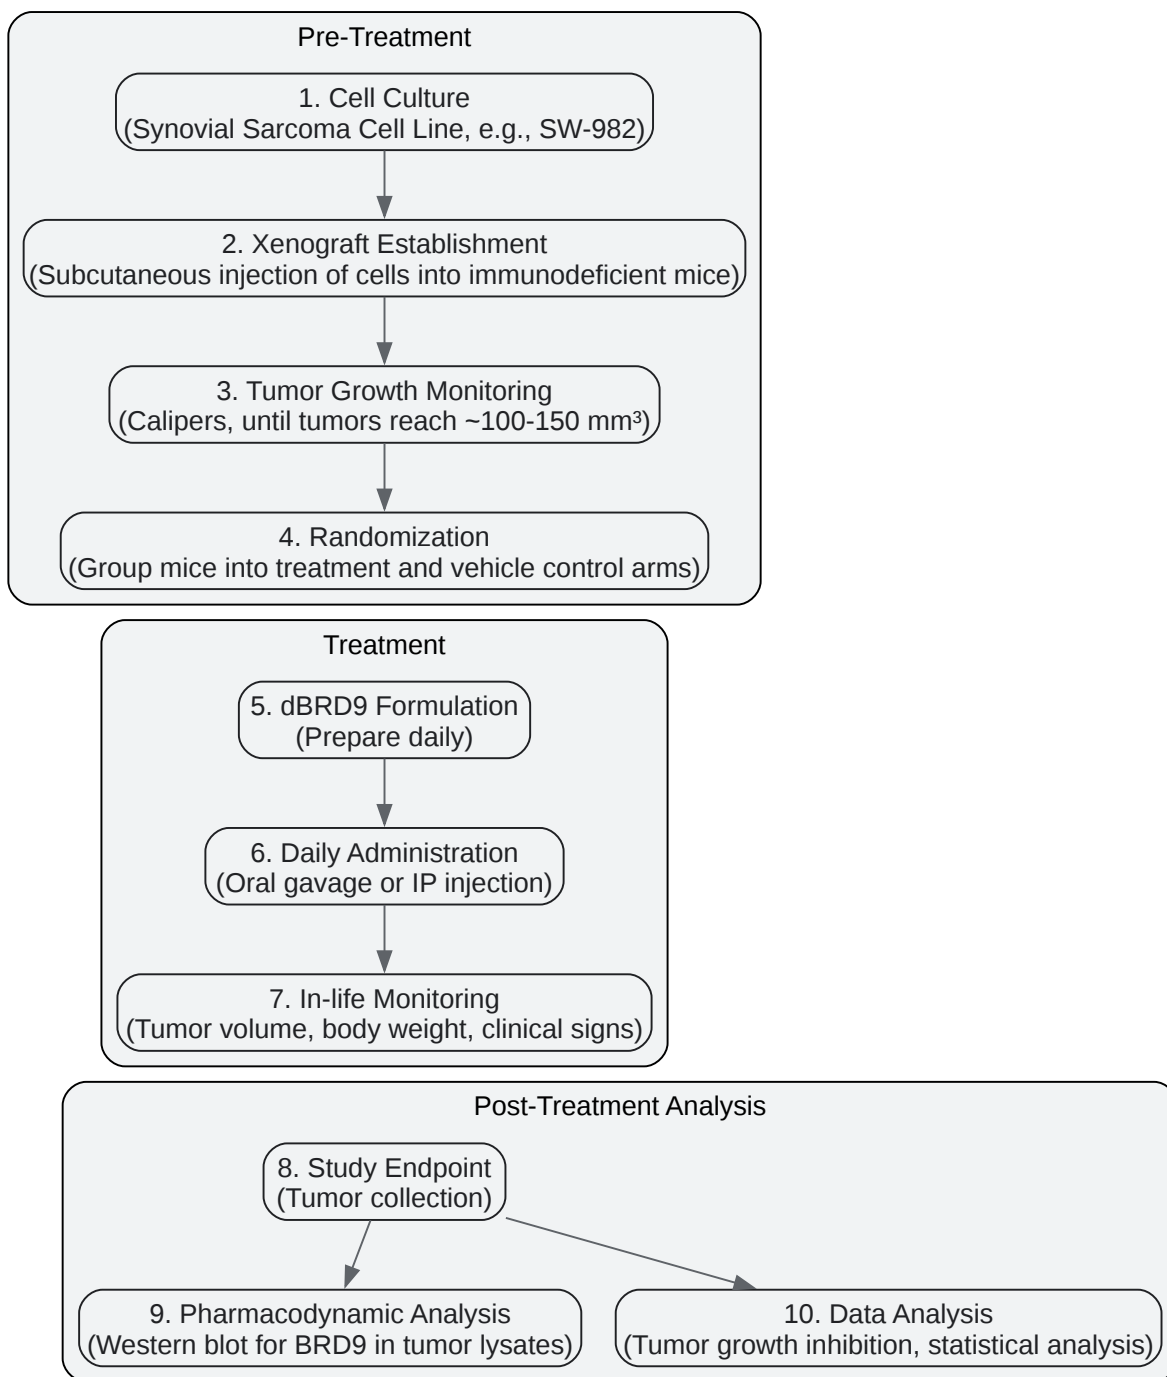 Pre-Treatment
1. Cell Culture
(Synovial Sarcoma Cell Line, e.g., SW-982)
2. Xenograft Establishment
(Subcutaneous injection of cells into immunodeficient mice)
3. Tumor Growth Monitoring
(Calipers, until tumors reach ~100-150 mm³)
4. Randomization
(Group mice into treatment and vehicle control arms)
Treatment
5. dBRD9 Formulation
(Prepare daily)
6. Daily Administration
(Oral gavage or IP injection)
7. In-life Monitoring
(Tumor volume, body weight, clinical signs)
Post-Treatment Analysis
8. Study Endpoint
(Tumor collection)
9. Pharmacodynamic Analysis
(Western blot for BRD9 in tumor lysates)
10. Data Analysis
(Tumor growth inhibition, statistical analysis)